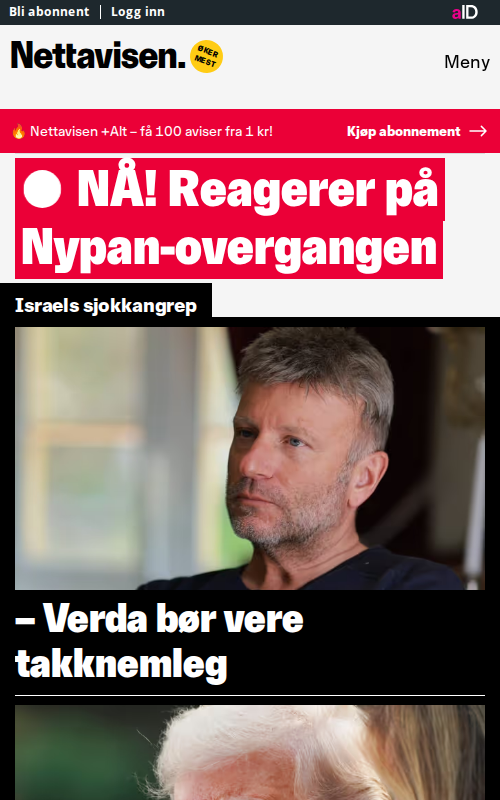 Bli abonnent | Logg inn
aID
Nettavisen.
ØKER
MEST
Meny
🔥 Nettavisen +Alt – få 100 aviser fra 1 kr!
Kjøp abonnement →
● NÅ! Reagerer på
Nypan-overgangen
Israels sjokkangrep
– Verda bør vere
takknemleg